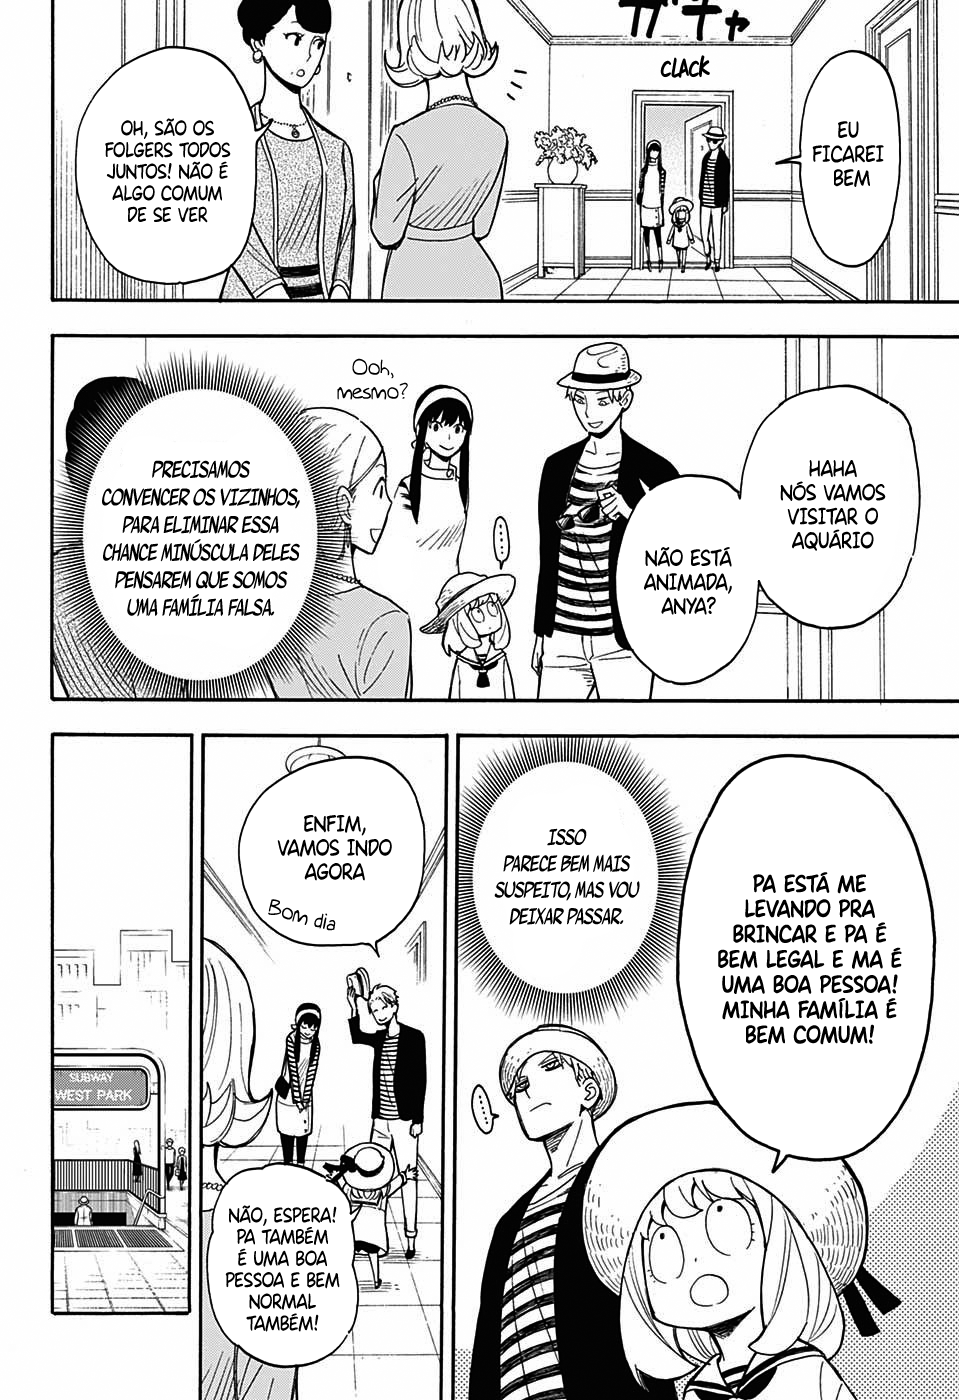 ガチャ
CLACK
EU
FICAREI
BEM
OH, SÃO OS
FOLGERS TODOS
JUNTOS! NÃO É
ALGO COMUM
DE SE VER
HAHA
NÓS VAMOS
VISITAR O
AQUÁRIO
NÃO ESTÁ
ANIMADA,
ANYA?
Ooh,
mesmo?
PRECISAMOS
CONVENCER OS VIZINHOS,
PARA ELIMINAR ESSA
CHANCE MINÚSCULA DELES
PENSAREM QUE SOMOS
UMA FAMÍLIA FALSA.
PA ESTÁ ME
LEVANDO PRA
BRINCAR E PA É
BEM LEGAL E MA É
UMA BOA PESSOA!
MINHA FAMÍLIA É
BEM COMUM!
ISSO
PARECE BEM MAIS
SUSPEITO, MAS VOU
DEIXAR PASSAR.
ENFIM,
VAMOS INDO
AGORA
Bom dia
NÃO, ESPERA!
PA TAMBÉM
É UMA BOA
PESSOA E BEM
NORMAL
TAMBÉM!
SUBWAY
WEST PARK